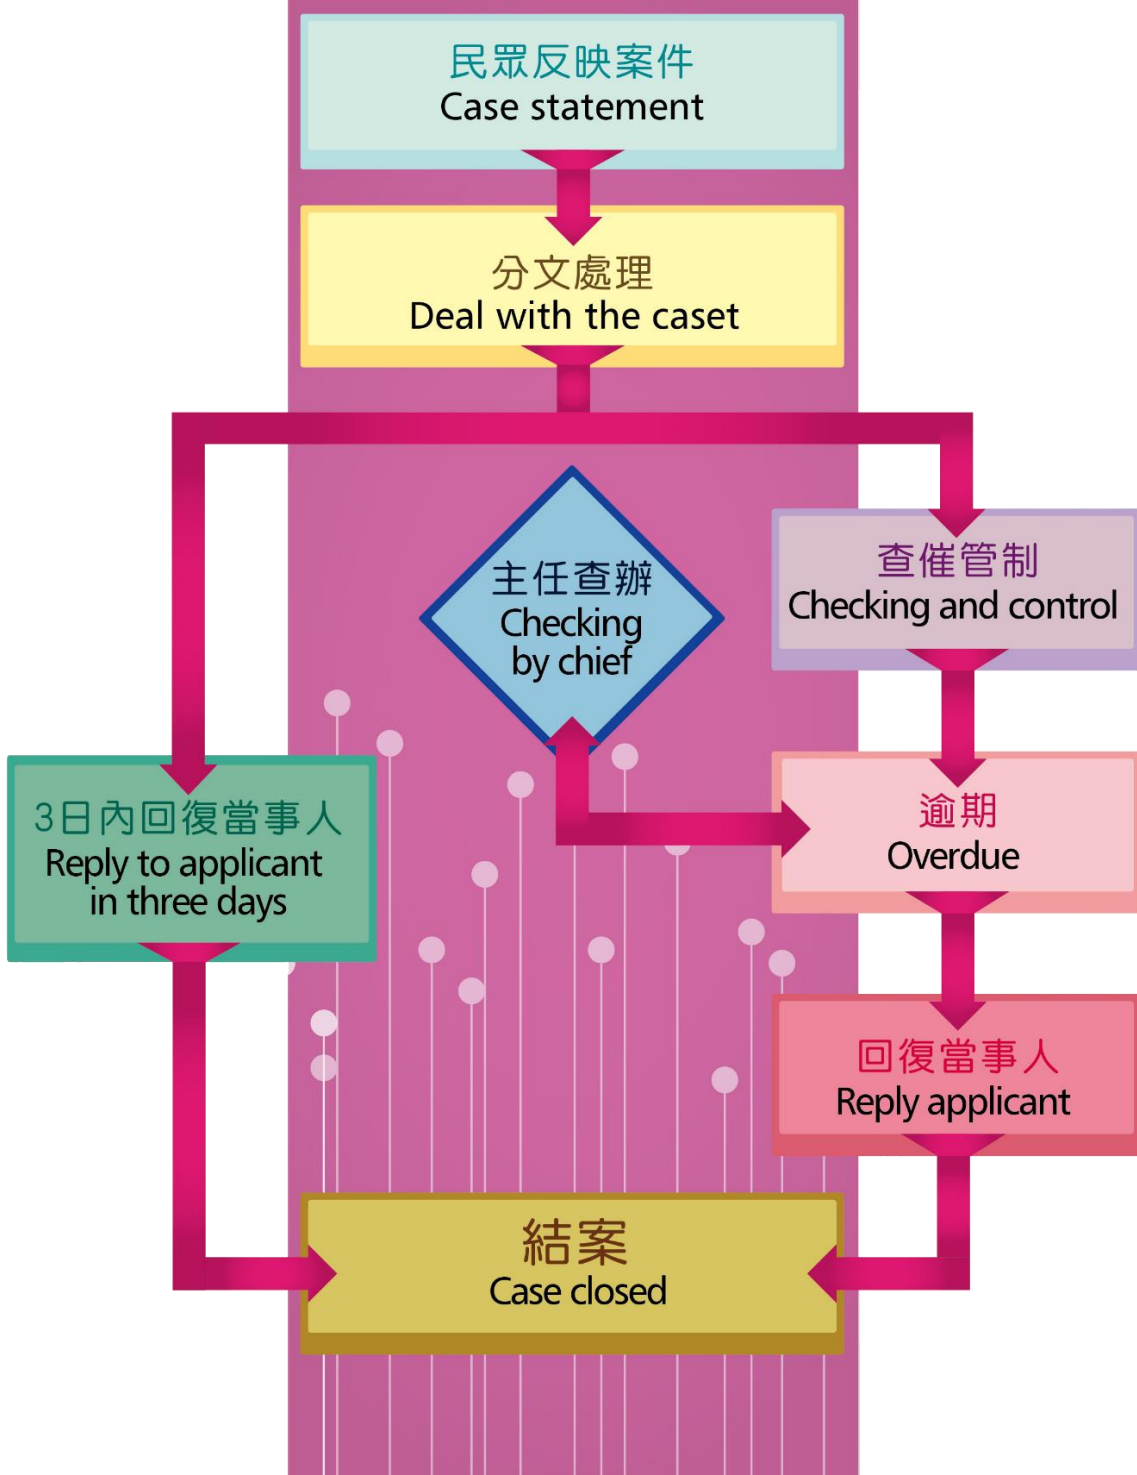 民眾反映案件
Case statement
分文處理
Deal with the caset
主任查辦
Checking
by chief
查催管制
Checking and control
3日內回復當事人
Reply to applicant
in three days
逾期
Overdue
回復當事人
Reply applicant
結案
Case closed